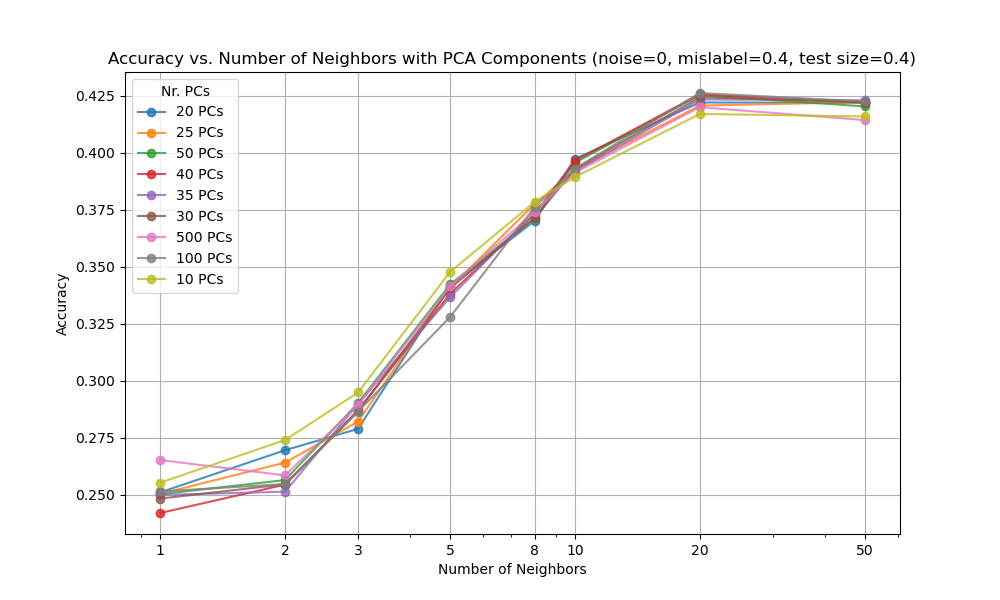 Accuracy vs. Number of Neighbors with PCA Components (noise=0, mislabel=0.4, test size=0.4)
Nr. PCs
20 PCs
25 PCs
50 PCs
40 PCs
35 PCs
30 PCs
500 PCs
100 PCs
10 PCs
Accuracy
0.425
0.400
0.375
0.350
0.325
0.300
0.275
0.250
1 2 3 5 8 10 20 50
Number of Neighbors